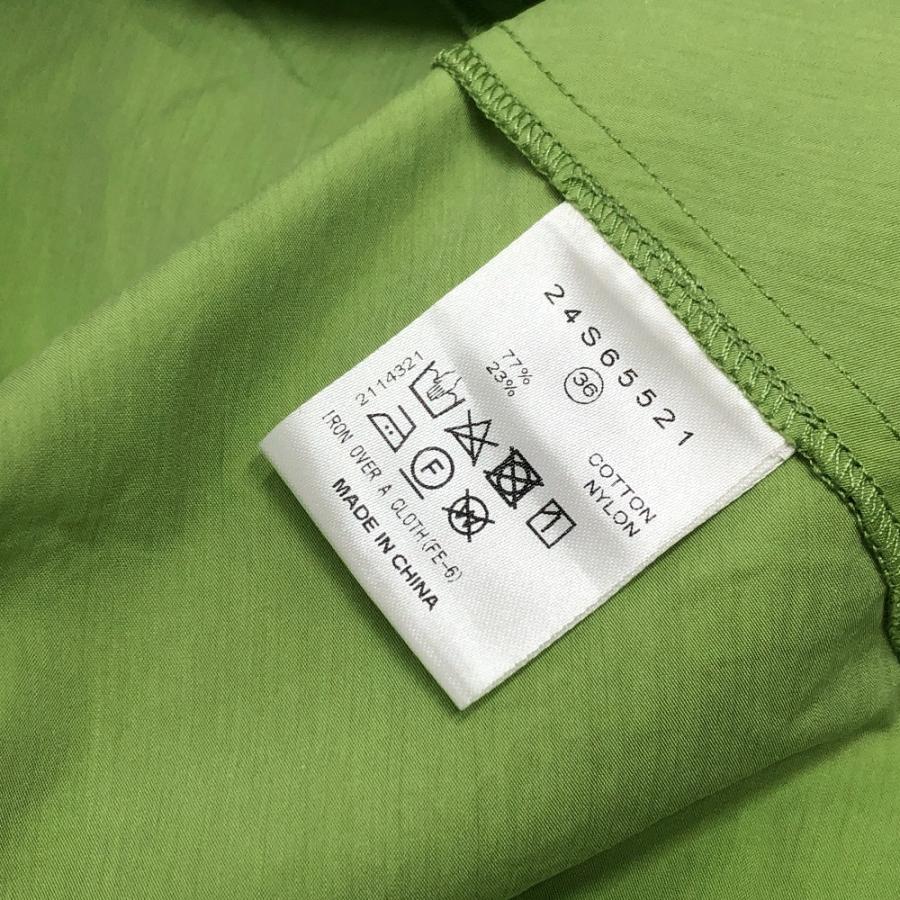 24S65521
36
77% COTTON
23% NYLON
2114321
F
W
IRON OVER A CLOTH(FE-6)
MADE IN CHINA